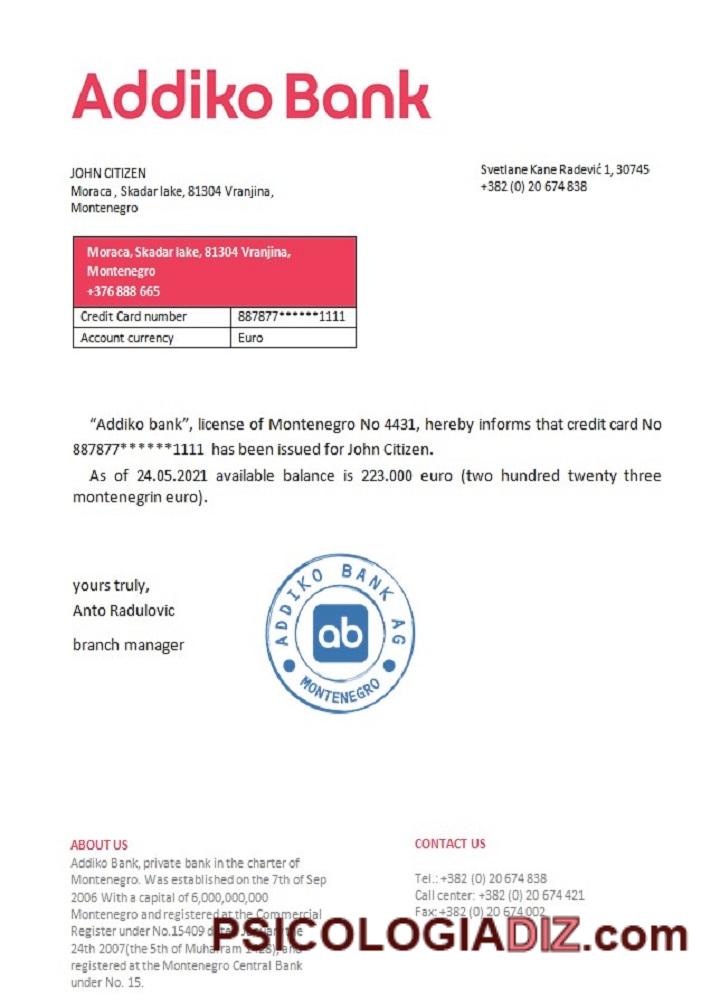 Addiko Bank
JOHN CITIZEN
Moraca , Skadar lake, 81304 Vranjina,
Montenegro
Svetlane Kane Radević 1, 30745
+382 (0) 20 674 838
Moraca, Skadar lake, 81304 Vranjina,
Montenegro
+376 888 665
Credit Card number 887877******1111
Account currency Euro
“Addiko bank”, license of Montenegro No 4431, hereby informs that credit card No
887877******1111 has been issued for John Citizen.
As of 24.05.2021 available balance is 223.000 euro (two hundred twenty three
montenegrin euro).
yours truly,
Anto Radulovic
branch manager
ADDIKO BANK AG
ab
MONTENEGRO
ABOUT US
Addiko Bank, private bank in the charter of
Montenegro. Was established on the 7th of Sep
2006 With a capital of 6,000,000,000
Montenegro and registered at the Commercial
Register under No.15409 dated January the
24th 2007(the 5th of Muharram 1428), and
registered at the Montenegro Central Bank
under No. 15.
CONTACT US
Tel.: +382 (0) 20 674 838
Call center: +382 (0) 20 674 421
Fax: +382 (0) 20 674 002
PSICOLOGIADIZ.com